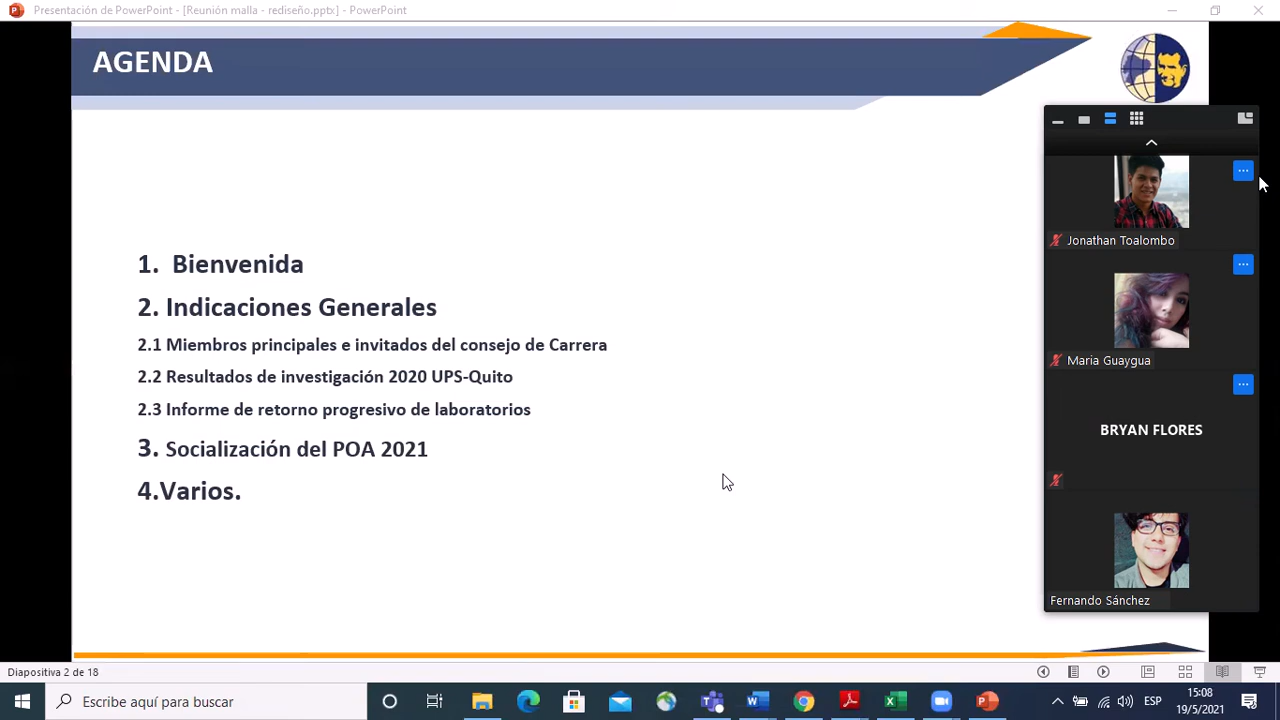 Presentación de PowerPoint - [Reunión malla - rediseño.pptx] - PowerPoint
AGENDA
1. Bienvenida
2. Indicaciones Generales
2.1 Miembros principales e invitados del consejo de Carrera
2.2 Resultados de investigación 2020 UPS-Quito
2.3 Informe de retorno progresivo de laboratorios
3. Socialización del POA 2021
4.Varios.
Jonathan Toalombo
Maria Guaygua
BRYAN FLORES
Fernando Sánchez
Diapositiva 2 de 18
Escribe aquí para buscar
ESP
15:08
19/5/2021